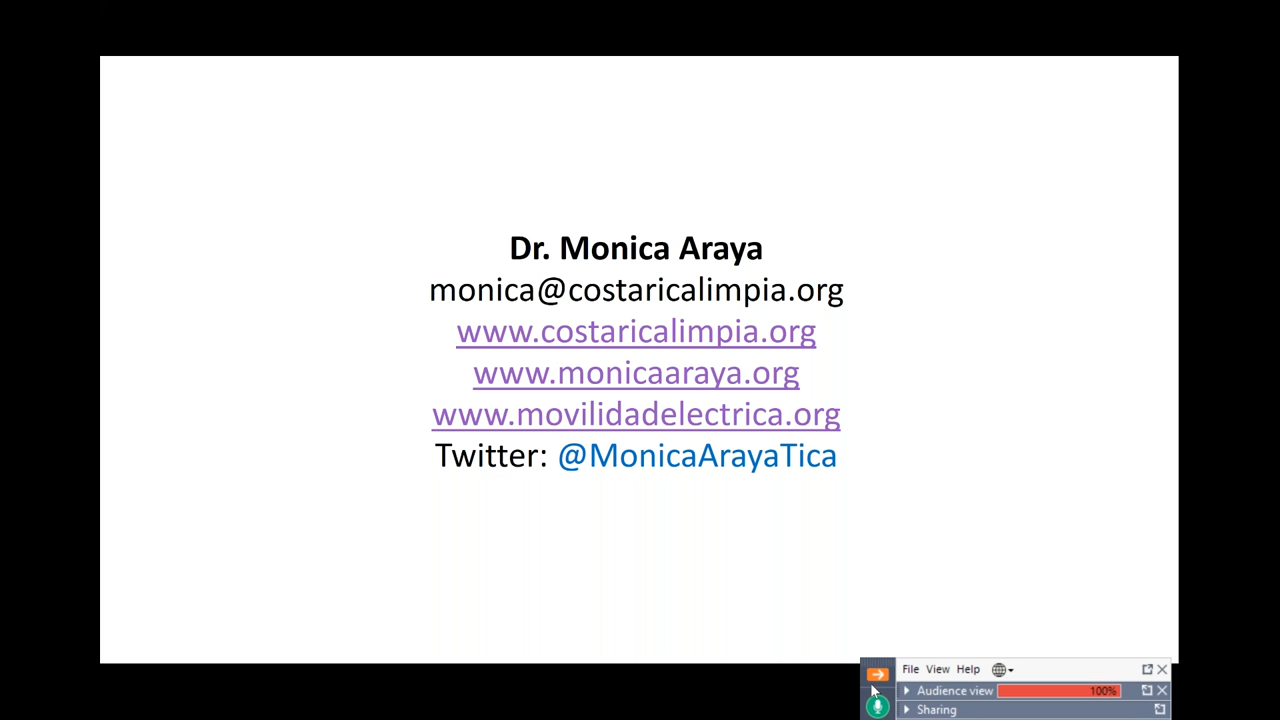 Dr. Monica Araya
monica@costaricalimpia.org
www.costaricalimpia.org
www.monicaaraya.org
www.movilidadelectrica.org
Twitter: @MonicaArayaTica
File View Help
Audience view 100%
Sharing